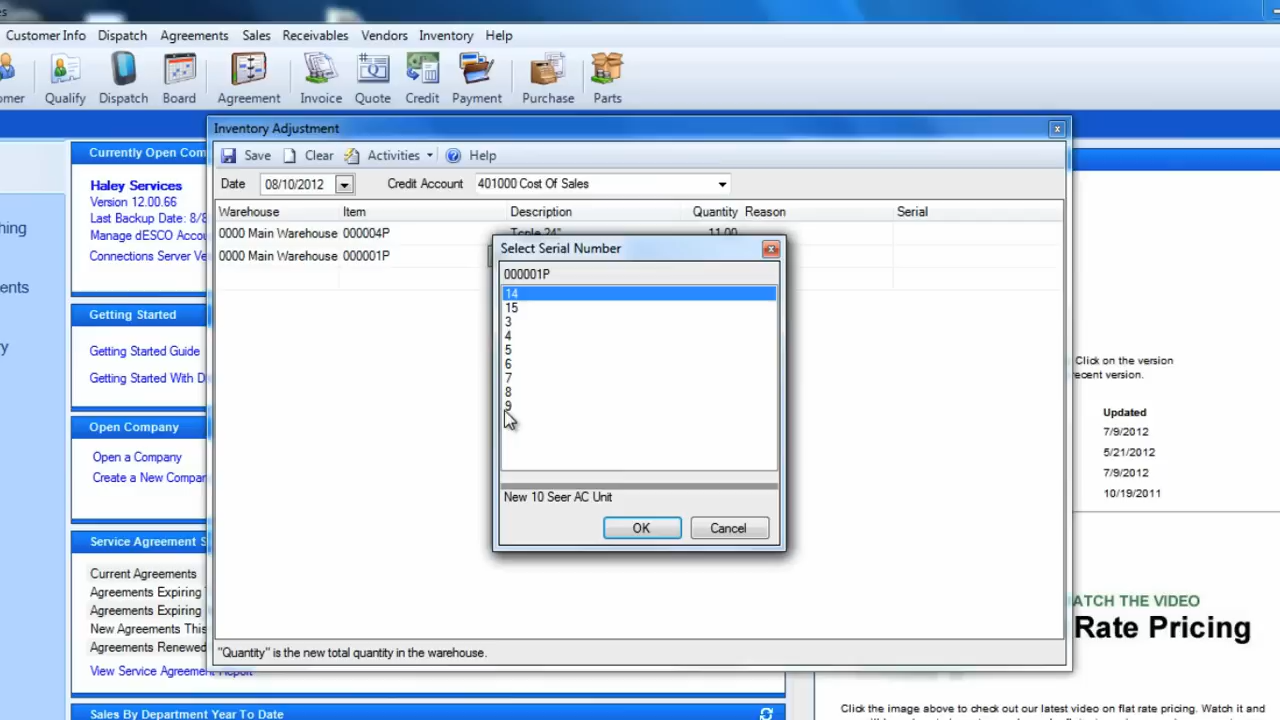 es
Customer Info Dispatch Agreements Sales Receivables Vendors Inventory Help
omer Qualify Dispatch Board Agreement Invoice Quote Credit Payment Purchase Parts
Inventory Adjustment
Save Clear Activities Help
Date 08/10/2012 Credit Account 401000 Cost Of Sales
Warehouse Item Description Quantity Reason Serial
0000 Main Warehouse 000004P 11.00
0000 Main Warehouse 000001P
Select Serial Number
000001P
14
15
3
4
5
6
7
8
9
New 10 Seer AC Unit
OK Cancel
"Quantity" is the new total quantity in the warehouse.
hing
ents
ry
Currently Open Com
Haley Services
Version 12.00.66
Last Backup Date: 8/8
Manage dESCO Accou
Connections Server Ve
Getting Started
Getting Started Guide
Getting Started With D
Open Company
Open a Company
Create a New Compar
Service Agreement S
Current Agreements
Agreements Expiring
Agreements Expiring
New Agreements This
Agreements Renewed
View Service Agreement Report
Sales By Department Year To Date
Click on the version
recent version.
Updated
7/9/2012
5/21/2012
7/9/2012
10/19/2011
ATCH THE VIDEO
Rate Pricing
Click the image above to check out our latest video on flat rate pricing. Watch it and